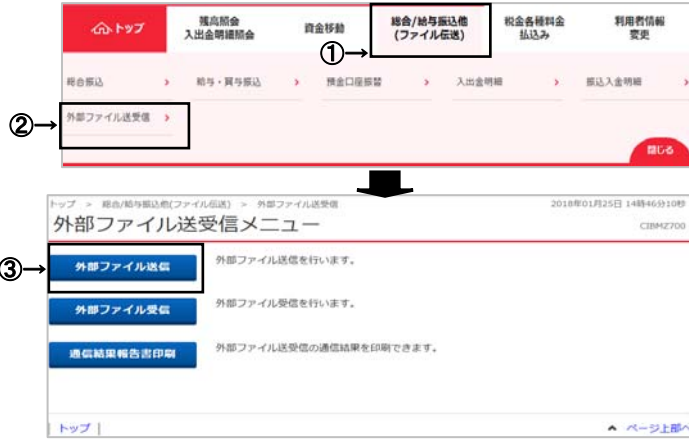 トップ
残高照会
入出金明細照会
資金移動
総合/給与振込他
(ファイル伝送)
税金各種料金
払込み
利用者情報
変更
①
総合振込 >
給与・賞与振込 >
預金口座振替 >
入出金明細 >
振込入金明細 >
②→
外部ファイル送受信 >
閉じる
トップ > 総合/給与振込他(ファイル伝送) > 外部ファイル送受信
2018年01月25日 14時46分10秒
外部ファイル送受信メニュー
CIBMZ700
③→
外部ファイル送信
外部ファイル送信を行います。
外部ファイル受信
外部ファイル受信を行います。
通信結果報告書印刷
外部ファイル送受信の通信結果を印刷できます。
| トップ |
ページ上部へ